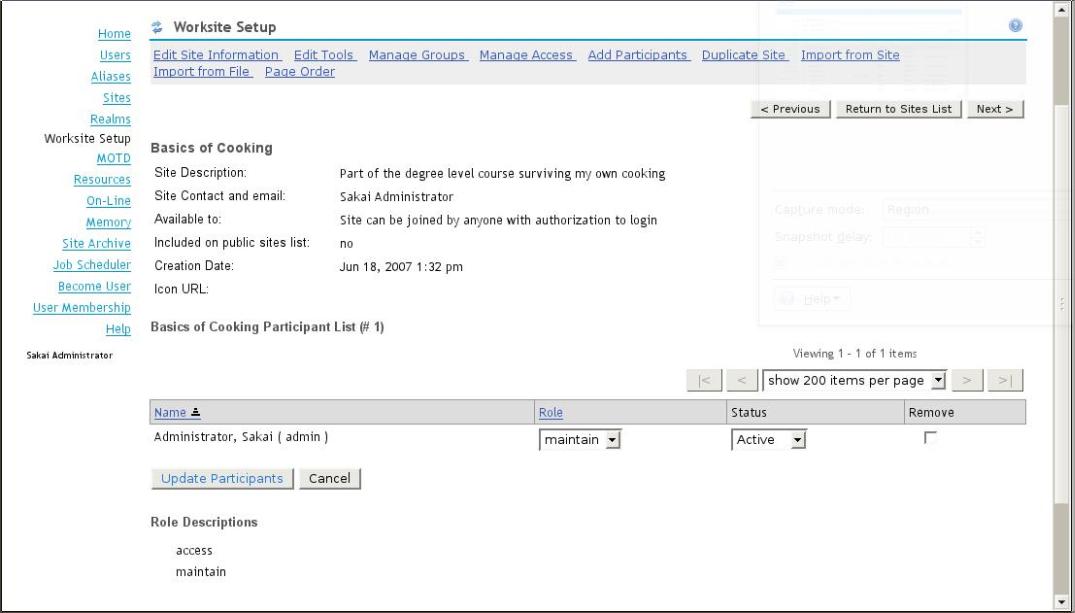 Worksite Setup
Home
Users
Aliases
Sites
Realms
Worksite Setup
MOTD
Resources
On-Line
Memory
Site Archive
Job Scheduler
Become User
User Membership
Help
Sakai Administrator
Edit Site Information Edit Tools Manage Groups Manage Access Add Participants Duplicate Site Import from Site
Import from File Page Order
< Previous Return to Sites List Next >
Basics of Cooking
Site Description: Part of the degree level course surviving my own cooking
Site Contact and email: Sakai Administrator
Available to: Site can be joined by anyone with authorization to login
Included on public sites list: no
Creation Date: Jun 18, 2007 1:32 pm
Icon URL:
Capture mode: Region
Snapshot delay:
Help
Basics of Cooking Participant List (# 1)
Viewing 1 - 1 of 1 items
|< < show 200 items per page > >|
Name Role Status Remove
Administrator, Sakai ( admin ) maintain Active
Update Participants Cancel
Role Descriptions
access
maintain